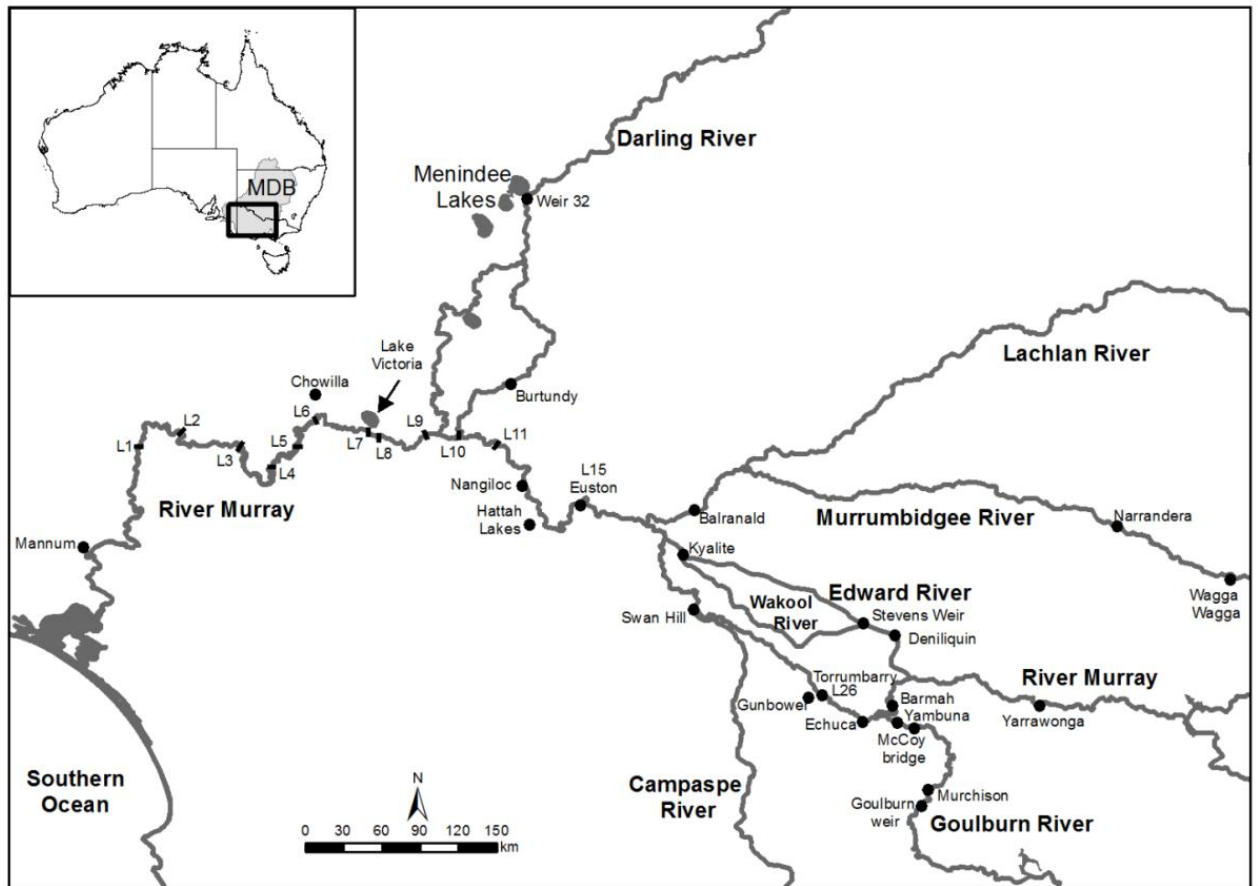 MDB
Darling River
Menindee
Lakes
Weir 32
Lachlan River
Lake
Victoria
Chowilla
Burtundy
L2
L6
L9
L11
L1
L5
L7
L8
L10
L3
L4
L15
Euston
Nangiloc
River Murray
Hattah
Lakes
Balranald
Murrumbidgee River
Narrandera
Mannum
Kyalite
Edward River
Wagga
Wagga
Wakool
River
Stevens Weir
Swan Hill
Deniliquin
Torrumbarry
L26
River Murray
Gunbower
Barmah
Yambuna
Yarrawonga
Echuca
McCoy
bridge
Southern
Ocean
N
Campaspe
River
Murchison
Goulburn
weir
Goulburn River
0 30 60 90 120 150
km